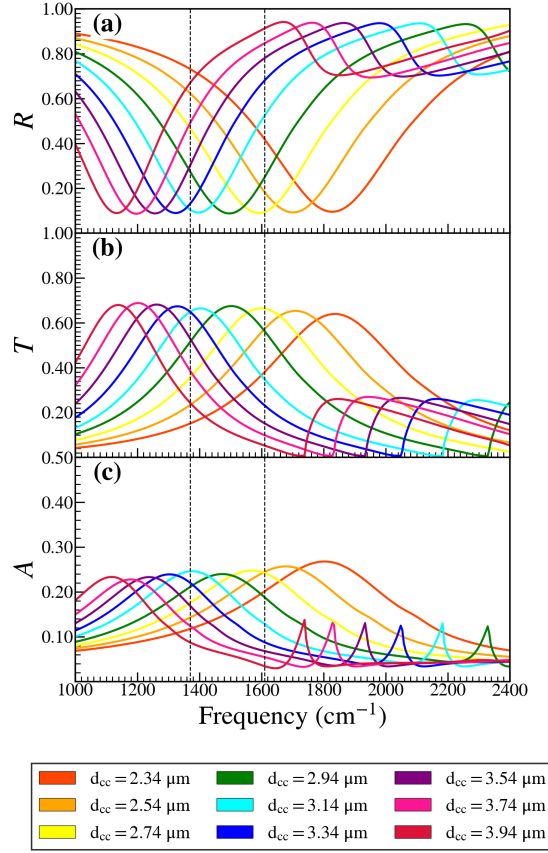 1.00
(a)
0.80
0.60
R
0.40
0.20
1.00
(b)
0.80
0.60
T
0.40
0.20
0.50
(c)
0.40
0.30
A
0.20
0.10
1000 1200 1400 1600 1800 2000 2200 2400
Frequency (cm⁻¹)
d_cc = 2.34 µm d_cc = 2.94 µm d_cc = 3.54 µm
d_cc = 2.54 µm d_cc = 3.14 µm d_cc = 3.74 µm
d_cc = 2.74 µm d_cc = 3.34 µm d_cc = 3.94 µm